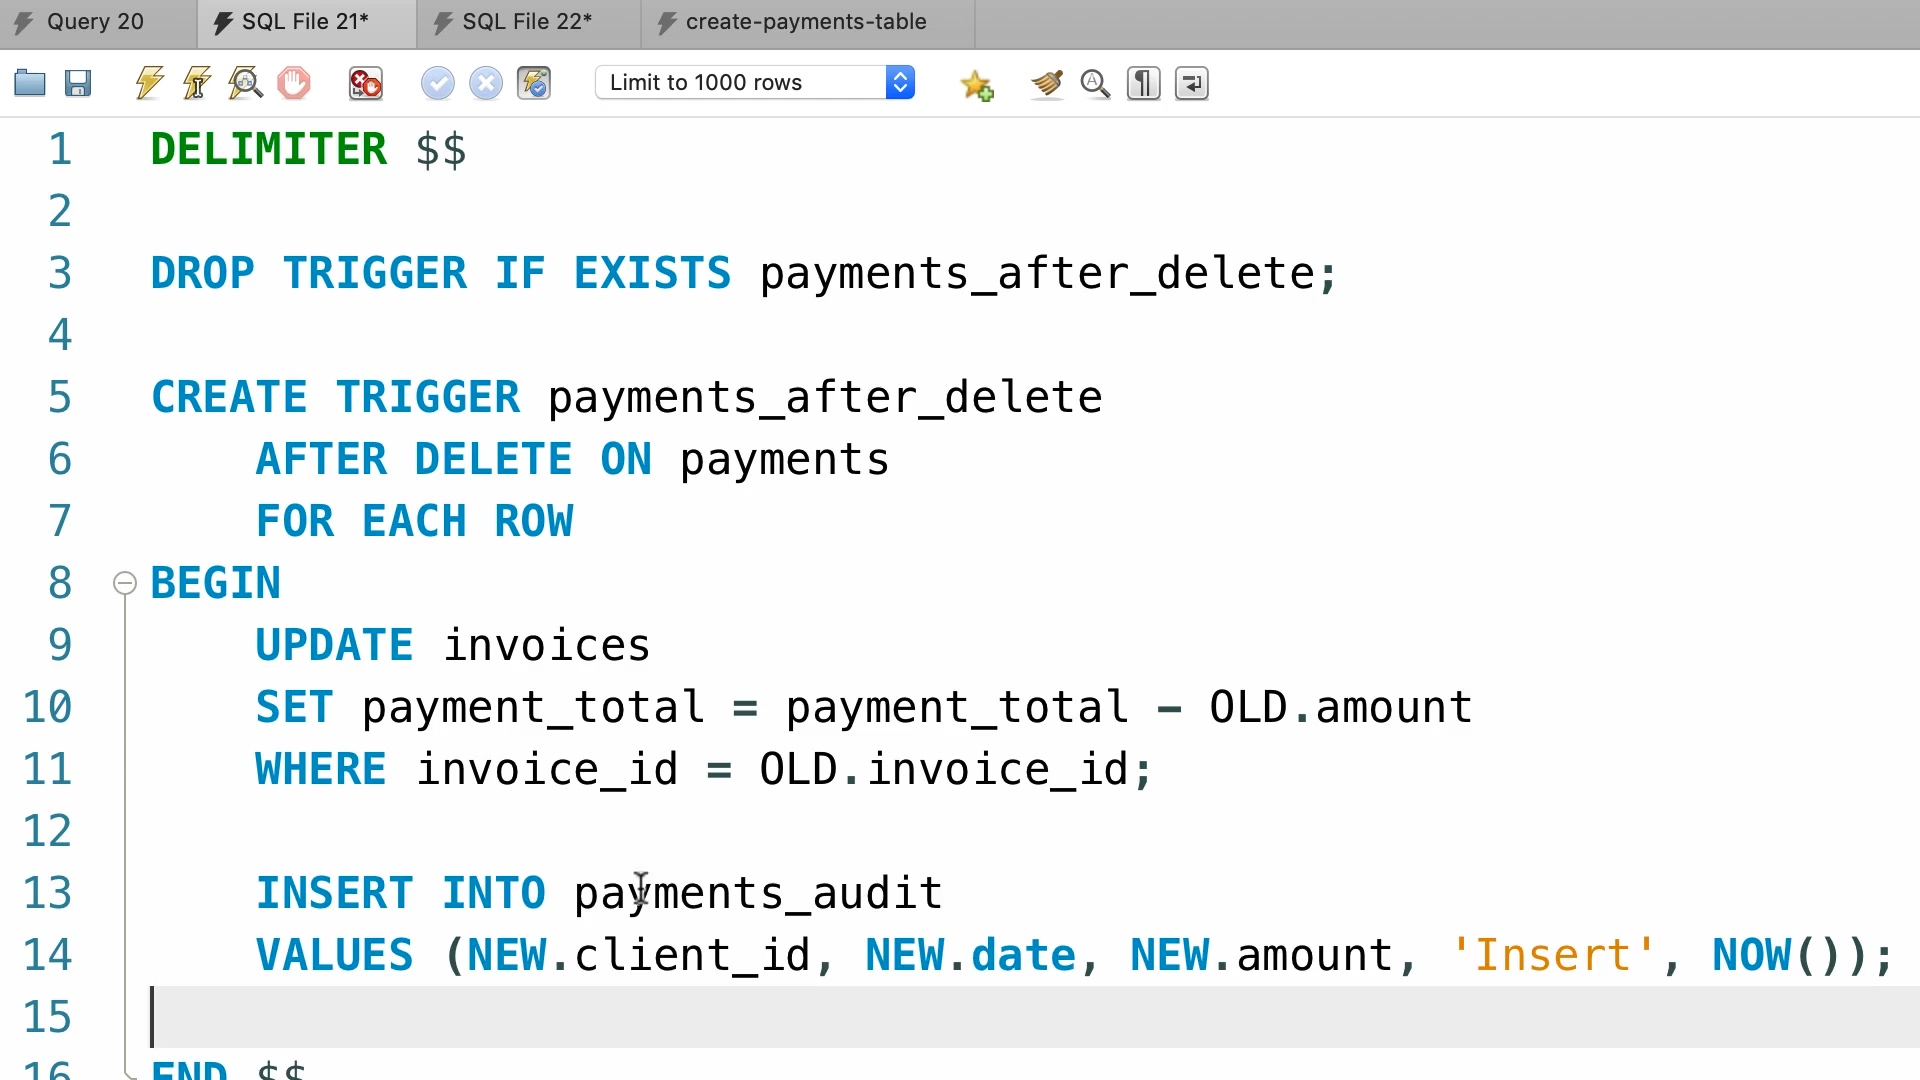 Query 20
SQL File 21*
SQL File 22*
create-payments-table
Limit to 1000 rows
1 DELIMITER $$
2
3 DROP TRIGGER IF EXISTS payments_after_delete;
4
5 CREATE TRIGGER payments_after_delete
6 AFTER DELETE ON payments
7 FOR EACH ROW
8 BEGIN
9 UPDATE invoices
10 SET payment_total = payment_total - OLD.amount
11 WHERE invoice_id = OLD.invoice_id;
12
13 INSERT INTO payments_audit
14 VALUES (NEW.client_id, NEW.date, NEW.amount, 'Insert', NOW());
15
16 END $$